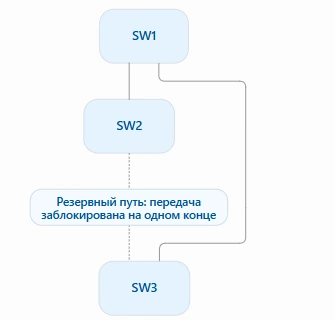 SW1
SW2
Резервный путь: передача
заблокирована на одном конце
SW3